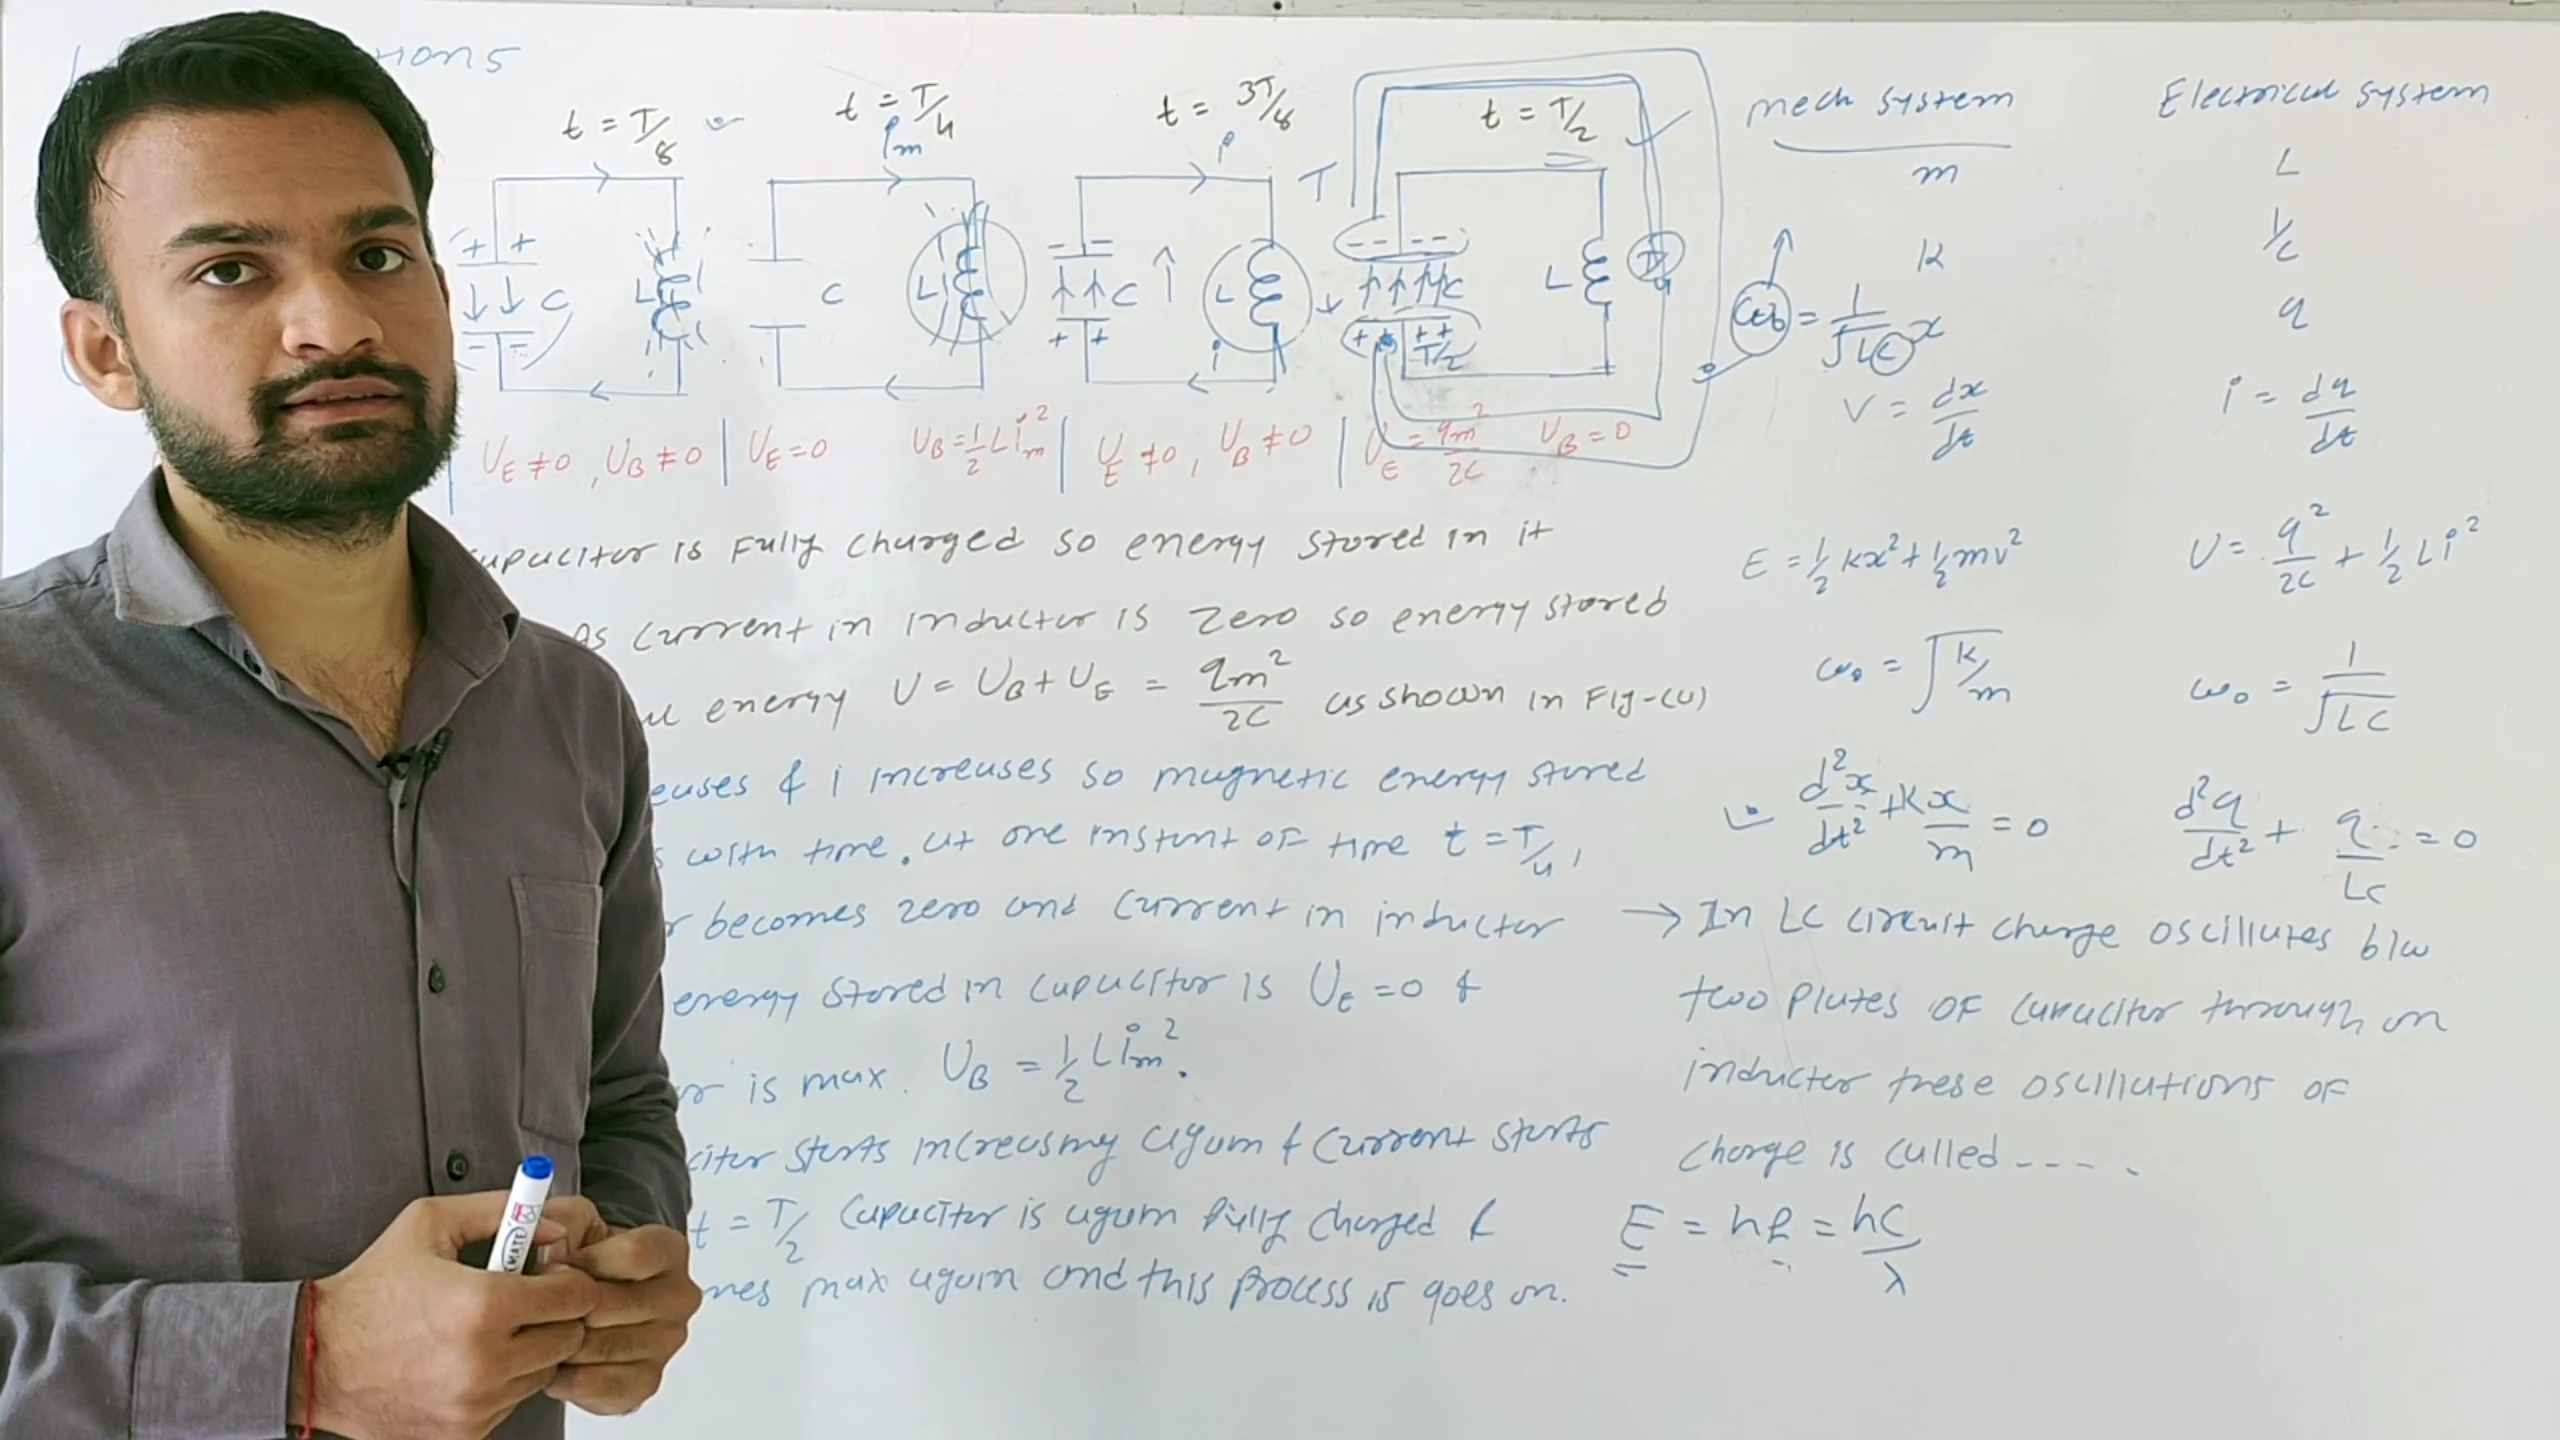 t = T/8
t = T/4
t = 3T/8
t = T/2
im
i
T
+ +
C
L
- -
C
L
- -
C
L
+ +
i
- - - -
C
L
T/4
+ + + +
T/2
UE ≠ 0 , UB ≠ 0
UE = 0 UB = 1/2 L im²
UE ≠ 0 , UB ≠ 0
UE = qm²/2C UB = 0
Capacitor is Fully charged so energy stored in it
As current in inductor is zero so energy stored
energy U = UB + UE = qm²/2C as shown in Fig-(a)
& i increases so magnetic energy stored
with time. at one instant of time t = T/4,
becomes zero and current in inductor
energy stored in capacitor is UE = 0 &
is max. UB = 1/2 L im².
starts increasing again & current starts
t = T/2 Capacitor is again fully charged &
max again and this process is goes on.
mech system
m
k
x
ω0 = 1/√LC
v = dx/dt
E = 1/2 kx² + 1/2 mv²
ω0 = √k/m
d²x/dt² + kx/m = 0
Electrical system
L
1/C
q
i = dq/dt
U = q²/2C + 1/2 Li²
ω0 = 1/√LC
d²q/dt² + q/LC = 0
→ In LC circuit charge oscillates b/w
two plates of capacitor through an
inductor these oscillations of
charge is called - - - -
E = hf = hc/λ